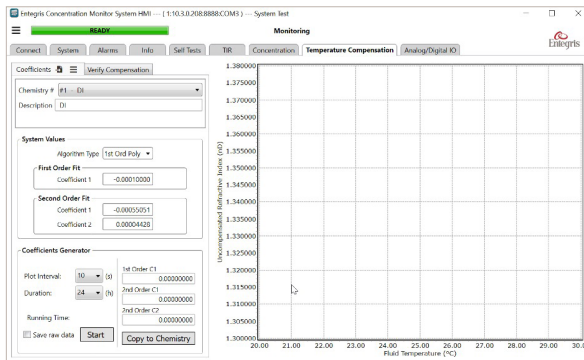 Entegris Concentration Monitor System HMI --- ( 1:10.3.0.208:8888:COM3 ) --- System Test
READY
Monitoring
Entegris
Connect System Alarms Info Self Tests TIR Concentration Temperature Compensation Analog/Digital IO
Coefficients Verify Compensation
Chemistry # #1 -- DI
Description DI
System Values
Algorithm Type 1st Ord Poly
First Order Fit
Coefficient 1 -0.00010000
Second Order Fit
Coefficient 1 -0.00055051
Coefficient 2 0.00004428
Coefficients Generator
Plot Interval: 10 (s)
Duration: 24 (h)
Running Time:
Save raw data Start
1st Order C1
0.00000000
2nd Order C1
0.00000000
2nd Order C2
0.00000000
Copy to Chemistry
Uncompensated Refractive Index (nD)
1.380000
1.375000
1.370000
1.365000
1.360000
1.355000
1.350000
1.345000
1.340000
1.335000
1.330000
1.325000
1.320000
1.315000
1.310000
1.305000
1.300000
20.00 21.00 22.00 23.00 24.00 25.00 26.00 27.00 28.00 29.00 30.
Fluid Temperature (ºC)